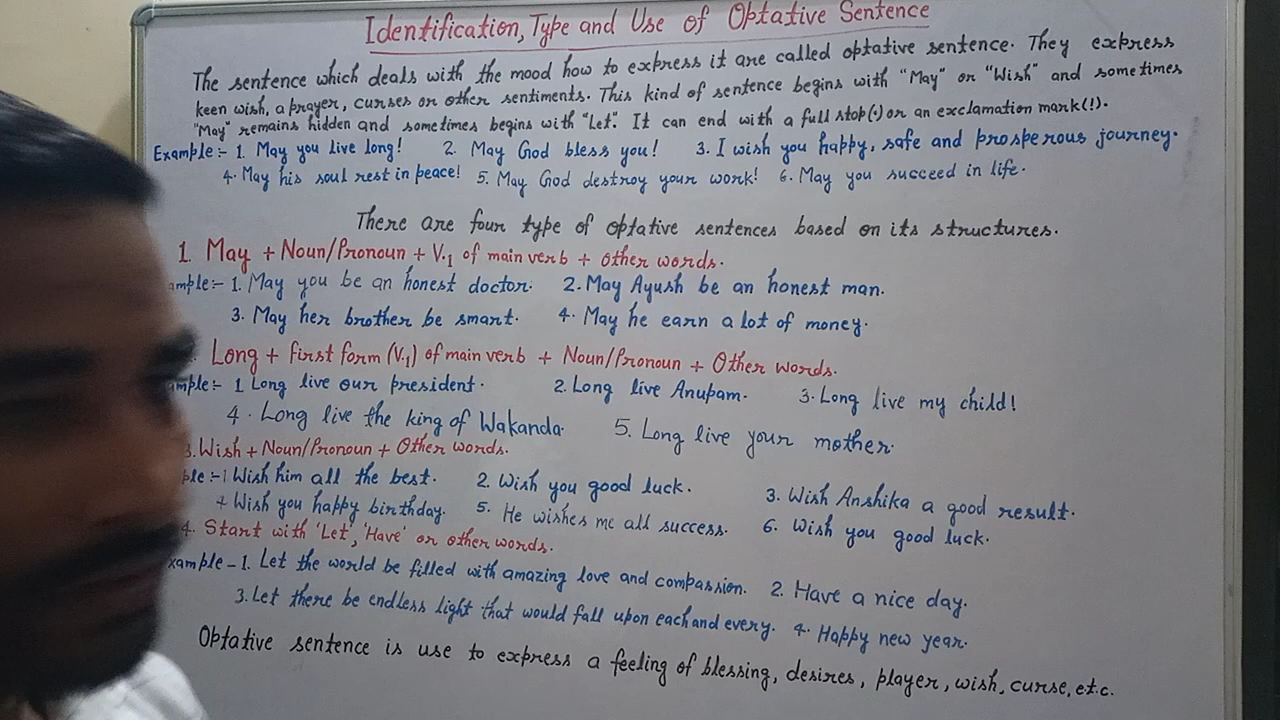 Identification, Type and Use of Optative Sentence
The sentence which deals with the mood how to express it are called optative sentence. They express
keen wish, a prayer, curses or other sentiments. This kind of sentence begins with "May" or "Wish" and sometimes
"May" remains hidden and sometimes begins with "Let". It can end with a full stop(.) or an exclamation mark(!).
Example :- 1. May you live long! 2. May God bless you! 3. I wish you happy, safe and prosperous journey.
4. May his soul rest in peace! 5. May God destroy your work! 6. May you succeed in life.
There are four type of optative sentences based on its structures.
1. May + Noun/Pronoun + V.1 of main verb + other words.
ample :- 1. May you be an honest doctor. 2. May Ayush be an honest man.
3. May her brother be smart. 4. May he earn a lot of money.
Long + first form (V.1) of main verb + Noun/Pronoun + Other words.
ample :- 1 Long live our president. 2. Long live Anupam. 3. Long live my child!
4. Long live the king of Wakanda. 5. Long live your mother.
3. Wish + Noun/Pronoun + Other words.
ple :- 1 Wish him all the best. 2. Wish you good luck. 3. Wish Anshika a good result.
4 Wish you happy birthday. 5. He wishes me all success. 6. Wish you good luck.
4. Start with 'Let', 'Have' or other words.
xample - 1. Let the world be filled with amazing love and compassion. 2. Have a nice day.
3. Let there be endless light that would fall upon each and every. 4. Happy new year.
Optative sentence is use to express a feeling of blessing, desires, player, wish, curse, et.c.